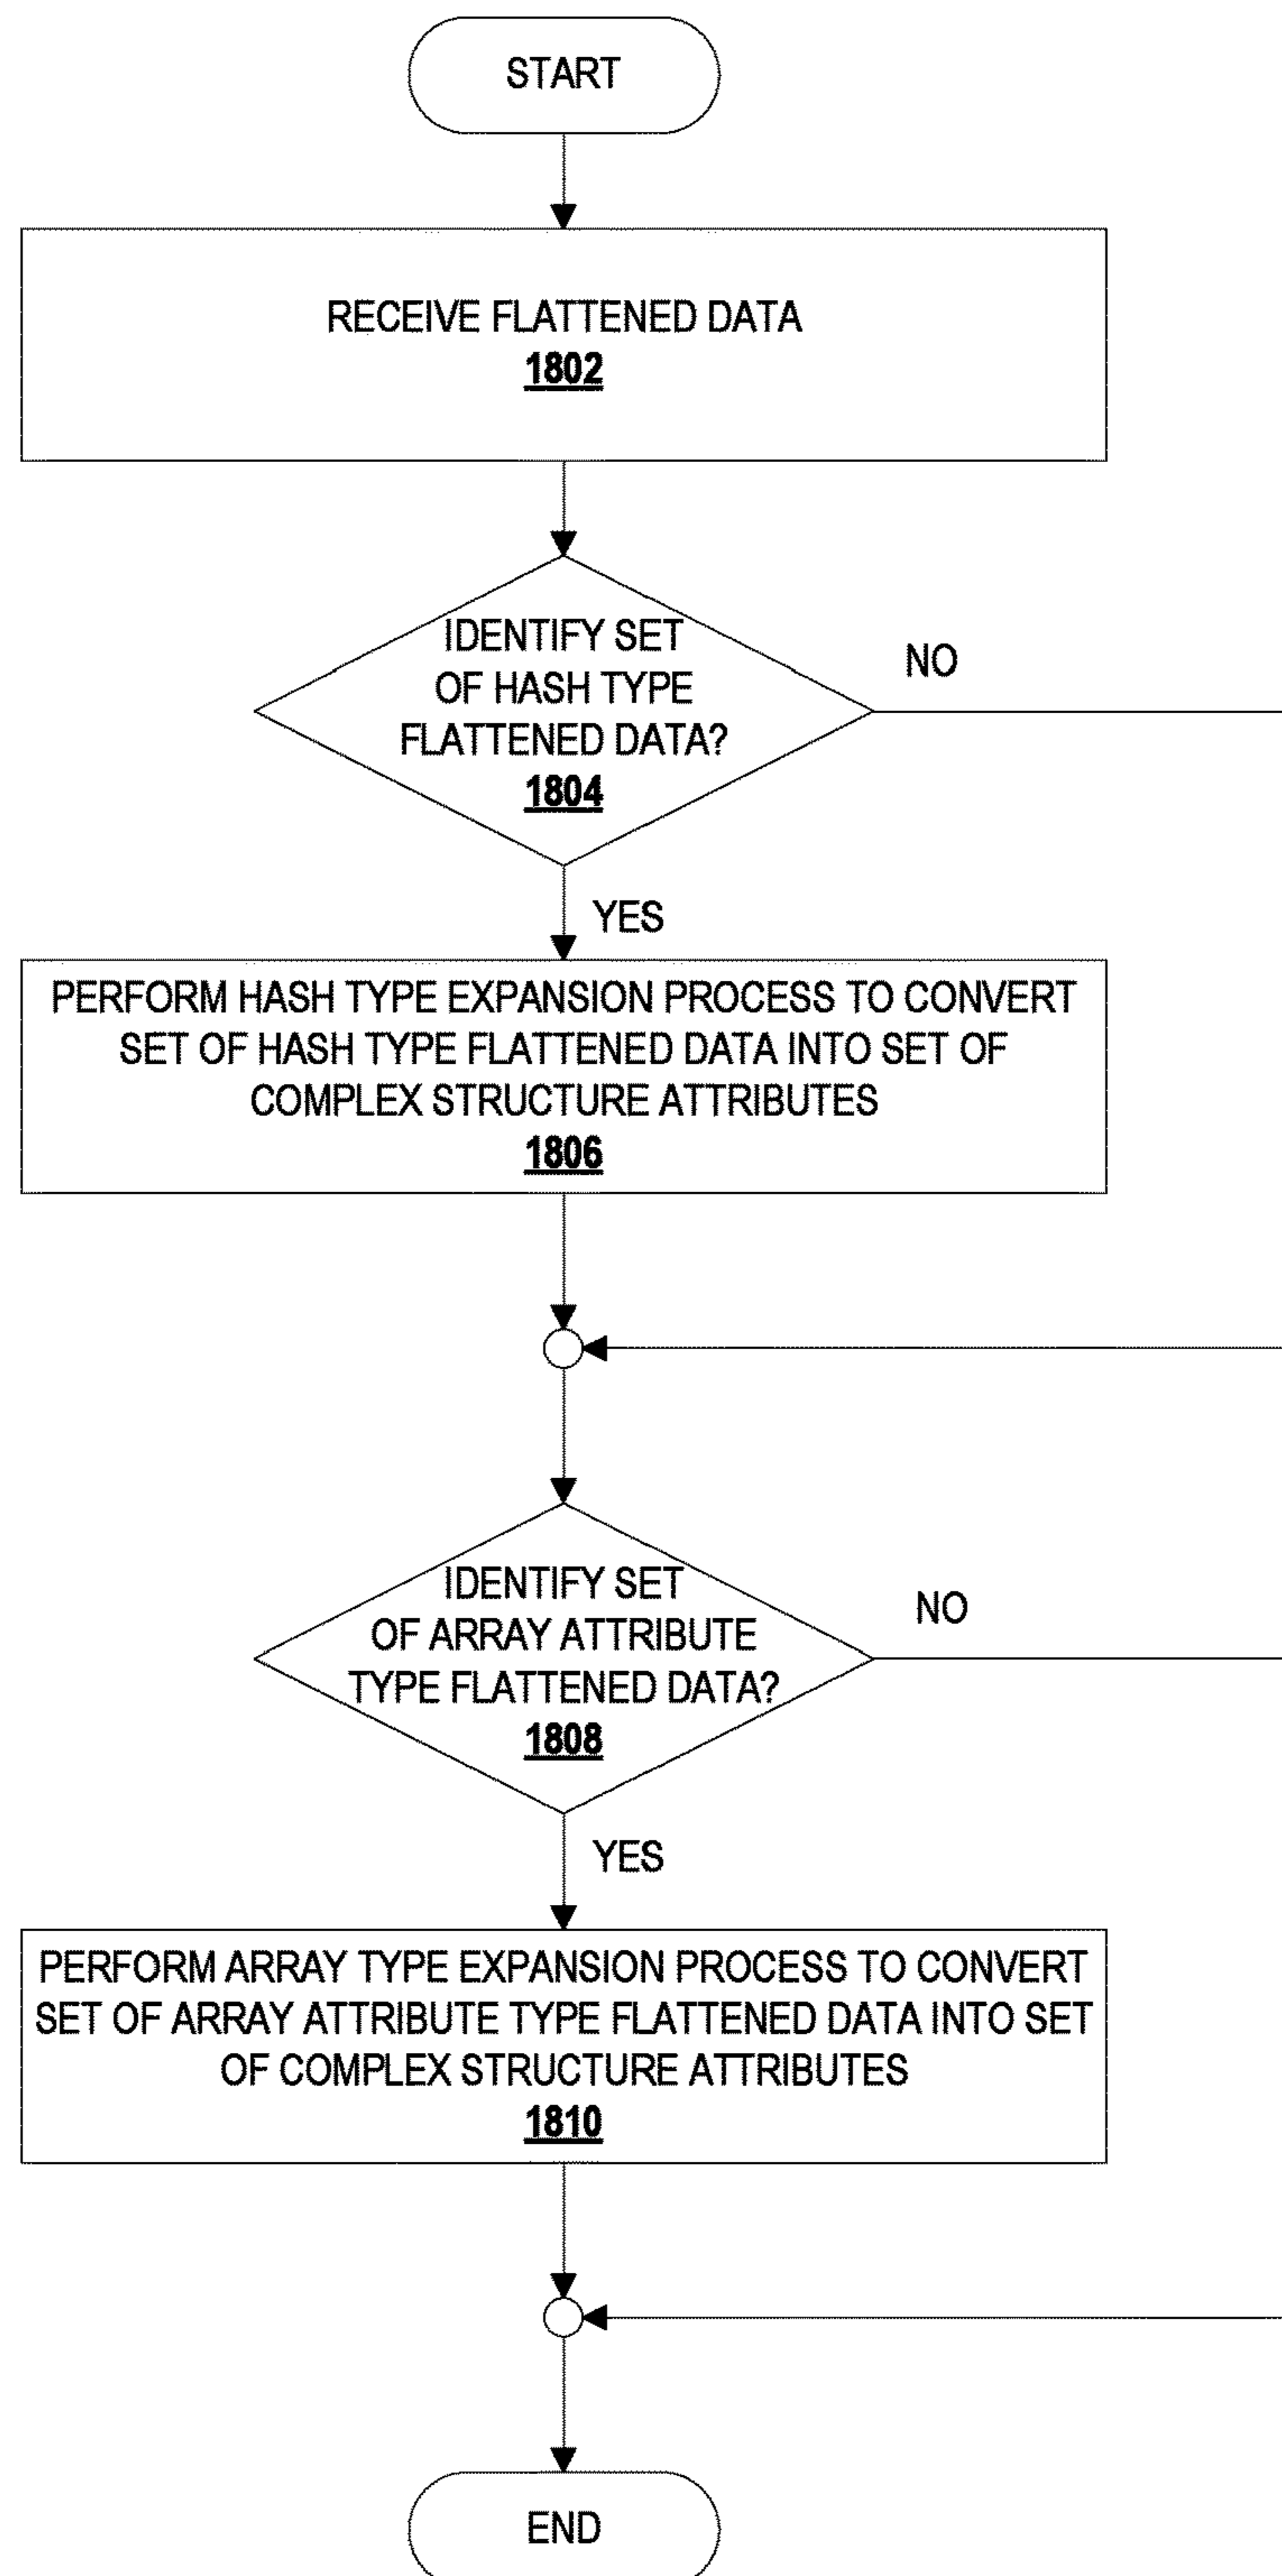 START
RECEIVE FLATTENED DATA
1802
IDENTIFY SET
OF HASH TYPE
FLATTENED DATA?
1804
NO
YES
PERFORM HASH TYPE EXPANSION PROCESS TO CONVERT
SET OF HASH TYPE FLATTENED DATA INTO SET OF
COMPLEX STRUCTURE ATTRIBUTES
1806
IDENTIFY SET
OF ARRAY ATTRIBUTE
TYPE FLATTENED DATA?
1808
NO
YES
PERFORM ARRAY TYPE EXPANSION PROCESS TO CONVERT
SET OF ARRAY ATTRIBUTE TYPE FLATTENED DATA INTO SET
OF COMPLEX STRUCTURE ATTRIBUTES
1810
END